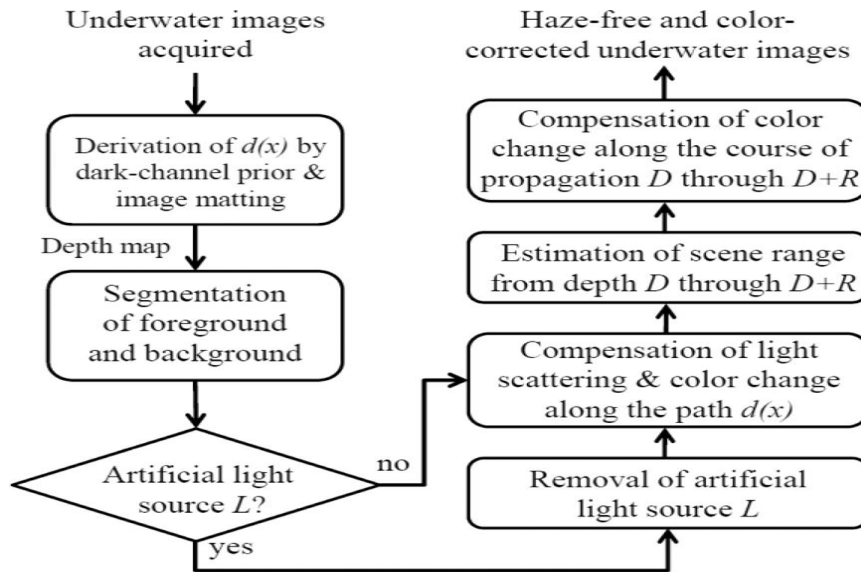 Underwater images
acquired
Derivation of d(x) by
dark-channel prior &
image matting
Depth map
Segmentation
of foreground
and background
Artificial light
source L?
no
yes
Removal of artificial
light source L
Compensation of light
scattering & color change
along the path d(x)
Estimation of scene range
from depth D through D+R
Compensation of color
change along the course of
propagation D through D+R
Haze-free and color-
corrected underwater images